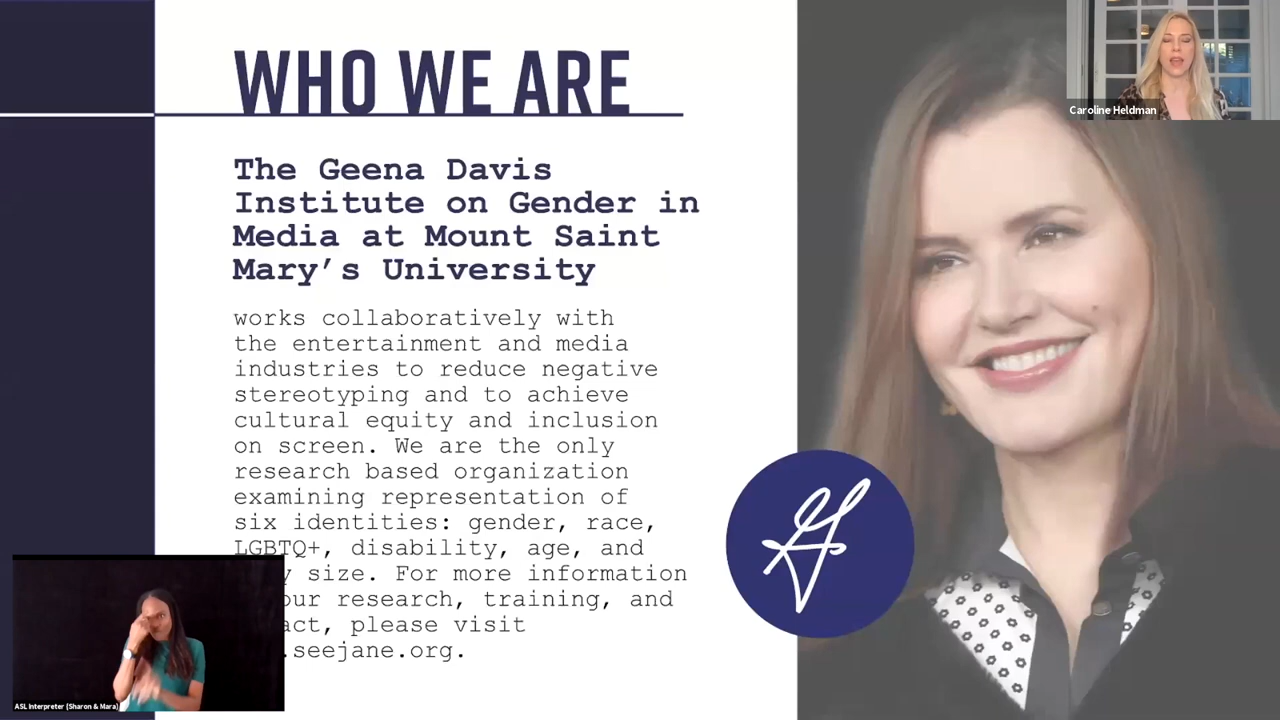 WHO WE ARE
The Geena Davis
Institute on Gender in
Media at Mount Saint
Mary's University
works collaboratively with
the entertainment and media
industries to reduce negative
stereotyping and to achieve
cultural equity and inclusion
on screen. We are the only
research based organization
examining representation of
six identities: gender, race,
LGBTQ+, disability, age, and
size. For more information
our research, training, and
please visit
.seejane.org.
Caroline Heldman
ASL Interpreter (Sharon & Mara)